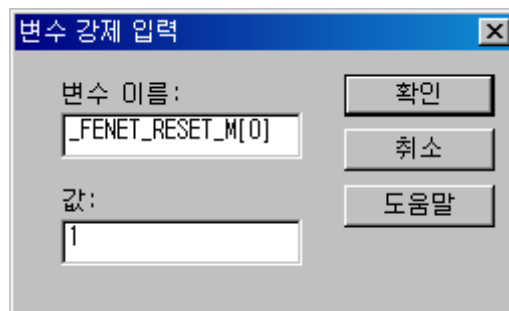 변수 강제 입력
변수 이름:
_FENET_RESET_M[0]
값:
1
확인
취소
도움말